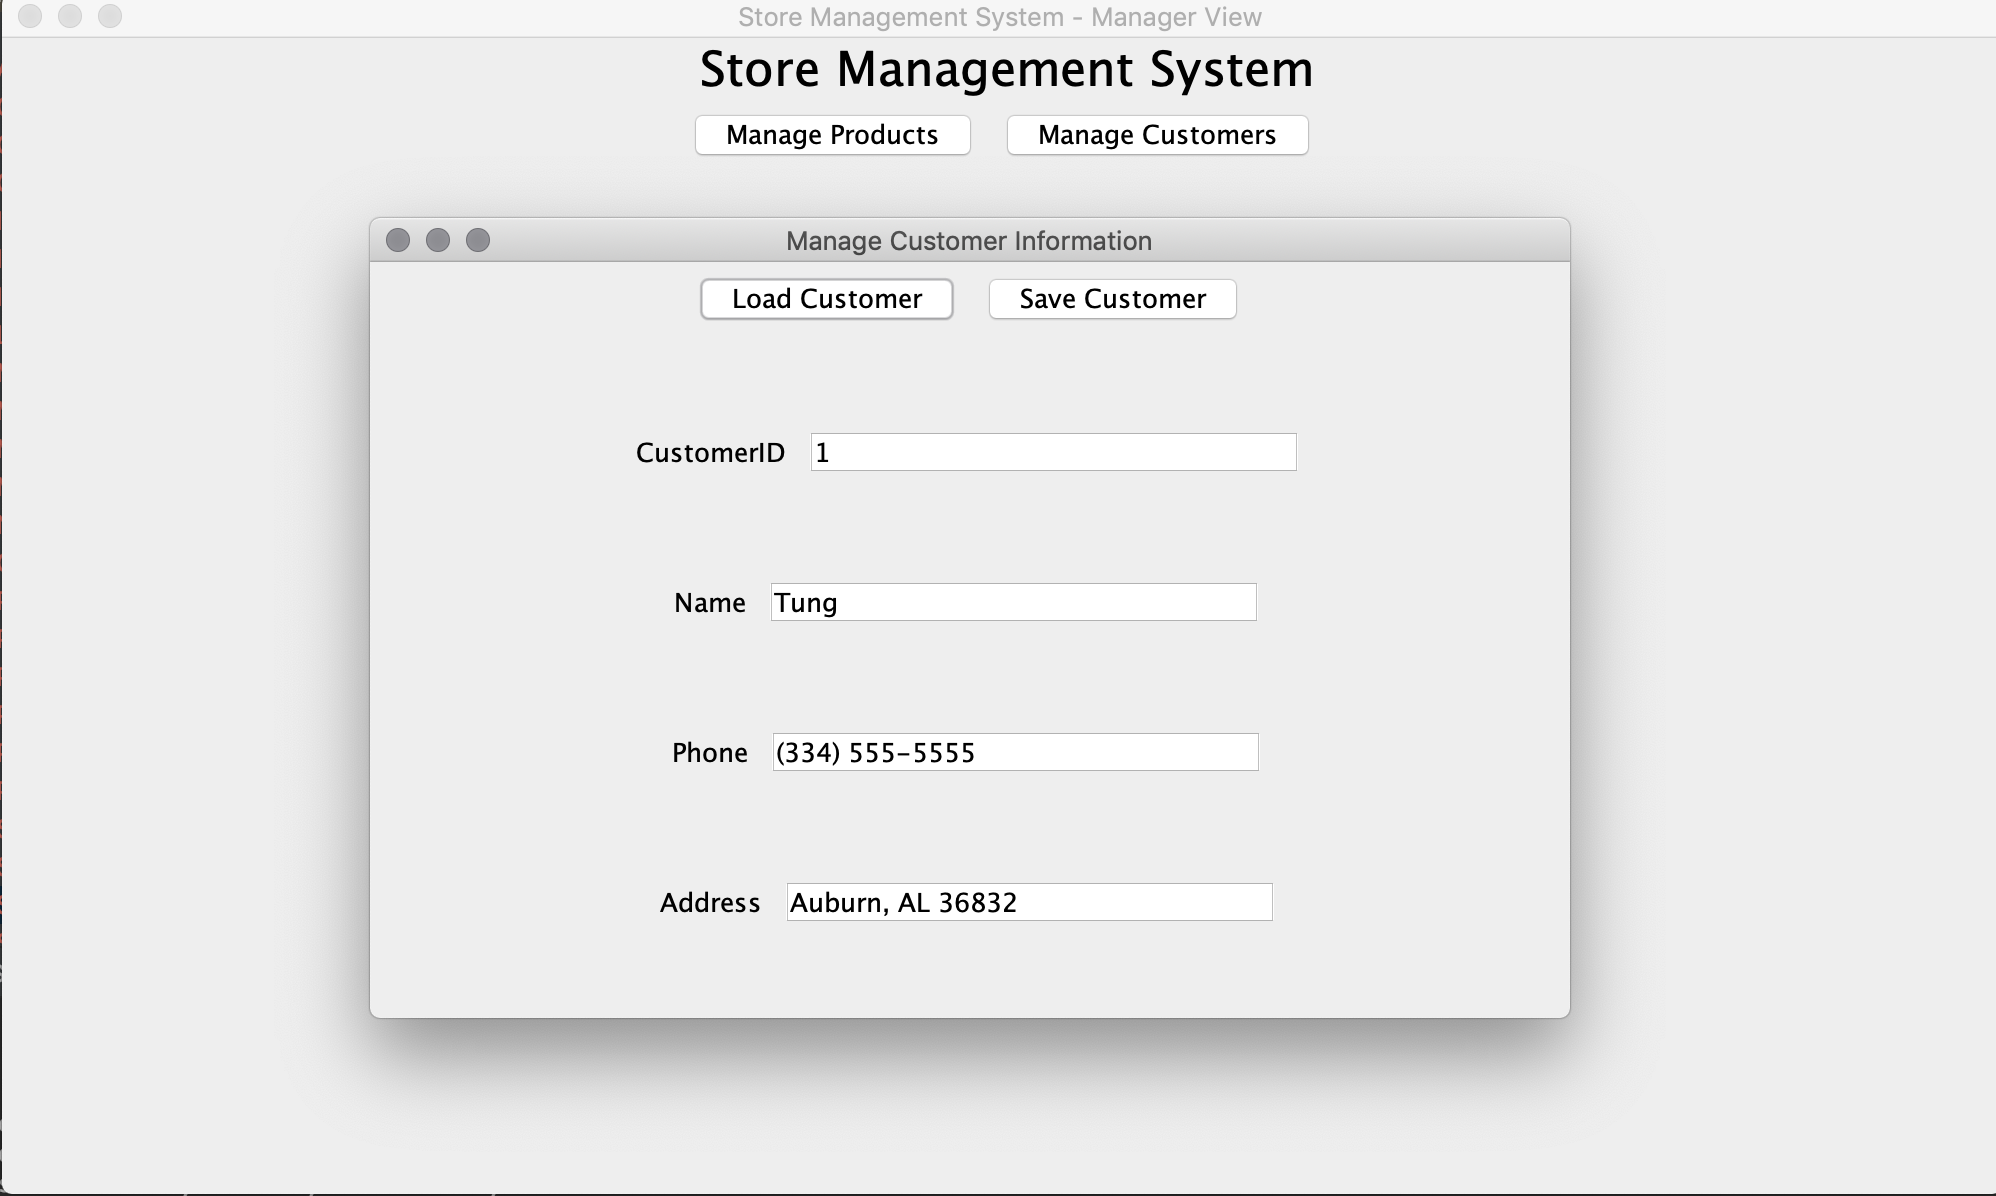 Store Management System - Manager View
Store Management System
Manage Products Manage Customers
Manage Customer Information
Load Customer Save Customer
CustomerID 1
Name Tung
Phone (334) 555-5555
Address Auburn, AL 36832